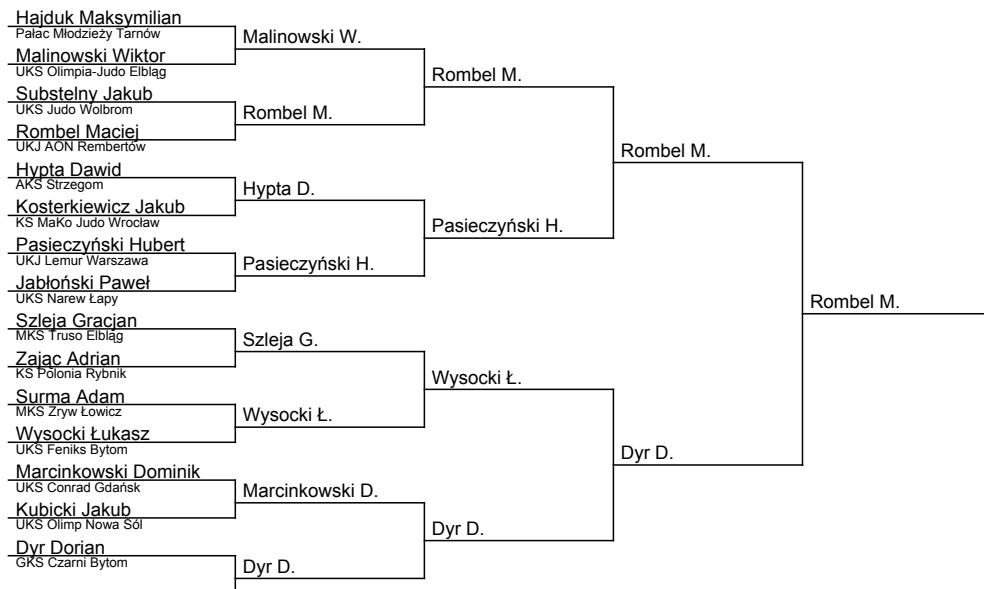 Hajduk Maksymilian
Pałac Młodzieży Tarnów
Malinowski Wiktor
UKS Olimpia-Judo Elbląg
Substelny Jakub
UKS Judo Wolbrom
Rombel Maciej
UKJ AON Rembertów
Hypta Dawid
AKS Strzegom
Kosterkiewicz Jakub
KS MaKo Judo Wrocław
Pasieczyński Hubert
UKJ Lemur Warszawa
Jabłoński Paweł
UKS Narew Łapy
Szleja Gracjan
MKS Truso Elbląg
Zając Adrian
KS Polonia Rybnik
Surma Adam
MKS Zryw Łowicz
Wysocki Łukasz
UKS Feniks Bytom
Marcinkowski Dominik
UKS Conrad Gdańsk
Kubicki Jakub
UKS Olimp Nowa Sól
Dyr Dorian
GKS Czarni Bytom
Malinowski W.
Rombel M.
Hypta D.
Pasieczyński H.
Szleja G.
Wysocki Ł.
Marcinkowski D.
Dyr D.
Rombel M.
Pasieczyński H.
Wysocki Ł.
Dyr D.
Rombel M.
Dyr D.
Rombel M.